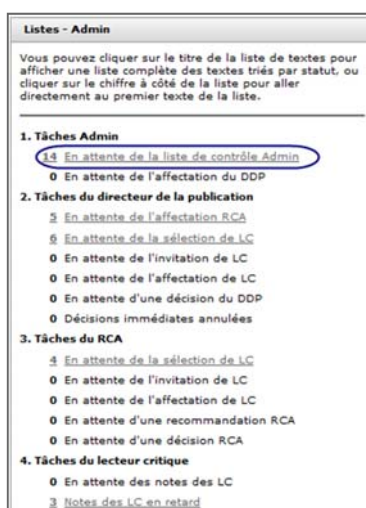 Listes - Admin
Vous pouvez cliquer sur le titre de la liste de textes pour
afficher une liste complète des textes triés par statut, ou
cliquer sur le chiffre à côté de la liste pour aller
directement au premier texte de la liste.
1. Tâches Admin
14 En attente de la liste de contrôle Admin
0 En attente de l'affectation du DDP
2. Tâches du directeur de la publication
5 En attente de l'affectation RCA
6 En attente de la sélection de LC
0 En attente de l'invitation de LC
0 En attente de l'affectation de LC
0 En attente d'une décision du DDP
0 Décisions immédiates annulées
3. Tâches du RCA
4 En attente de la sélection de LC
0 En attente de l'invitation de LC
0 En attente de l'affectation de LC
0 En attente d'une recommandation RCA
0 En attente d'une décision RCA
4. Tâches du lecteur critique
0 En attente des notes des LC
3 Notes des LC en retard